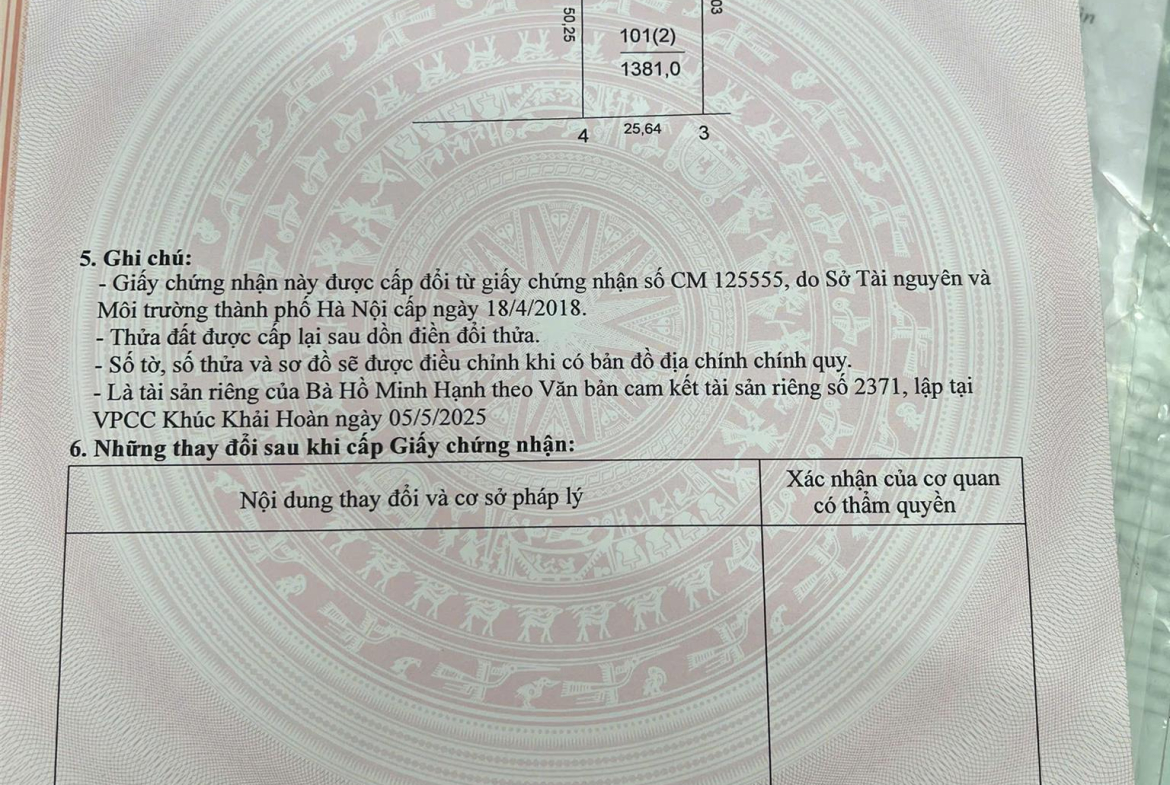 50,25
03
101(2)
1381,0
4
25,64
3
5. Ghi chú:
- Giấy chứng nhận này được cấp đổi từ giấy chứng nhận số CM 125555, do Sở Tài nguyên và
Môi trường thành phố Hà Nội cấp ngày 18/4/2018.
- Thửa đất được cấp lại sau dồn điền đổi thửa.
- Số tờ, số thửa và sơ đồ sẽ được điều chỉnh khi có bản đồ địa chính chính quy.
- Là tài sản riêng của Bà Hồ Minh Hạnh theo Văn bản cam kết tài sản riêng số 2371, lập tại
VPCC Khúc Khải Hoàn ngày 05/5/2025
6. Những thay đổi sau khi cấp Giấy chứng nhận:
Nội dung thay đổi và cơ sở pháp lý
Xác nhận của cơ quan
có thẩm quyền